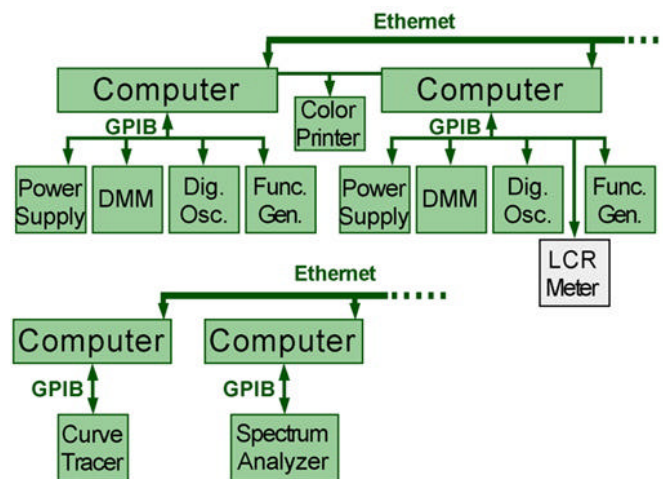 Ethernet
Computer
Computer
GPIB
Color
Printer
GPIB
Power
Supply
DMM
Dig.
Osc.
Func.
Gen.
Power
Supply
DMM
Dig.
Osc.
Func.
Gen.
LCR
Meter
Ethernet
Computer
Computer
GPIB
GPIB
Curve
Tracer
Spectrum
Analyzer